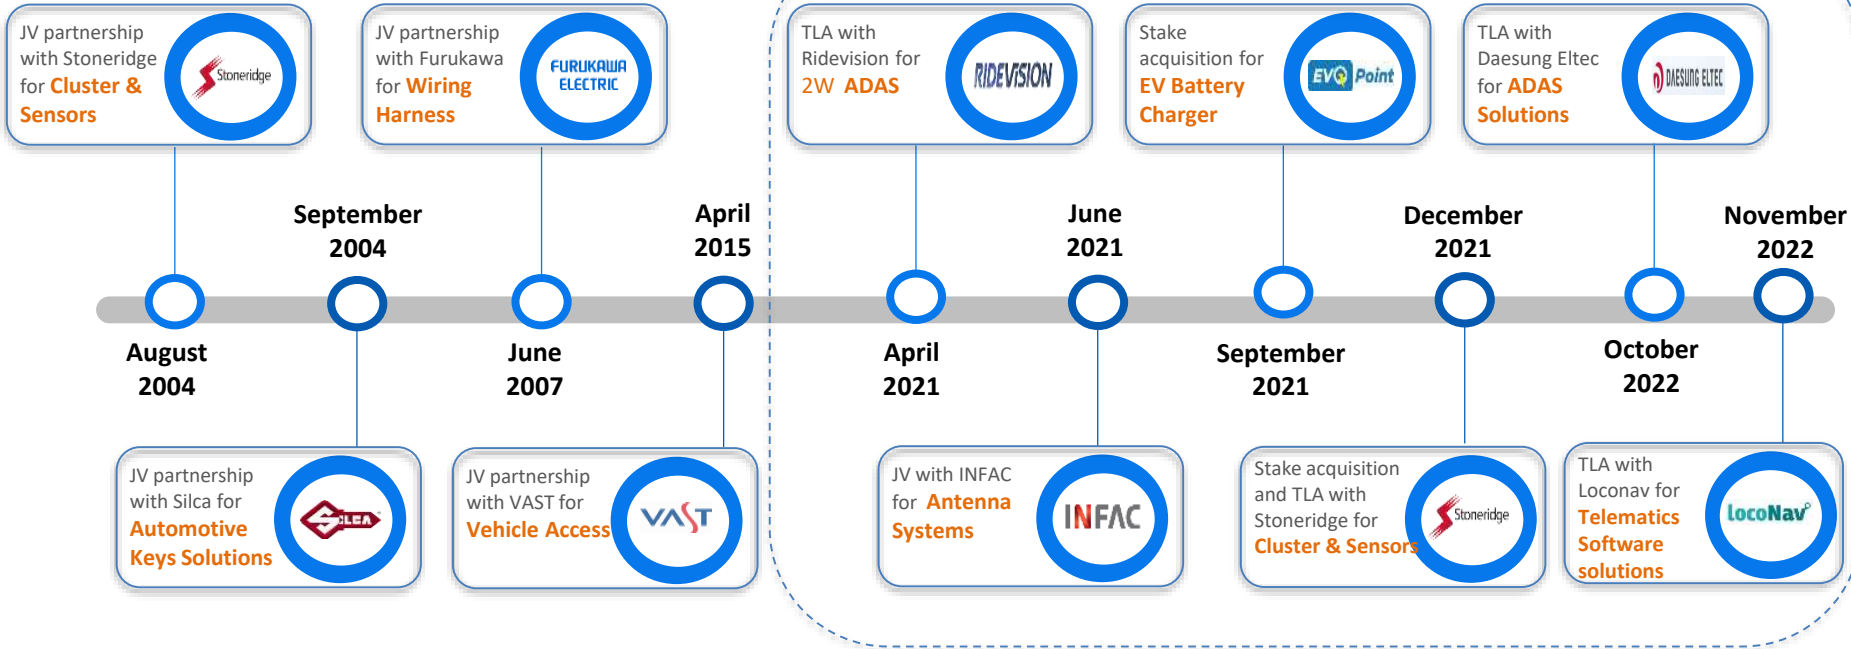 JV partnership
with Stoneridge
for Cluster &
Sensors
Stoneridge
JV partnership
with Furukawa
for Wiring
Harness
FURUKAWA
ELECTRIC
TLA with
Ridevision for
2W ADAS
RIDEVISION
Stake
acquisition for
EV Battery
Charger
EVQ Point
TLA with
Daesung Eltec
for ADAS
Solutions
DAESUNG ELTEC
September
2004
April
2015
June
2021
December
2021
November
2022
August
2004
June
2007
April
2021
September
2021
October
2022
JV partnership
with Silca for
Automotive
Keys Solutions
SILCA
JV partnership
with VAST for
Vehicle Access
VAST
JV with INFAC
for Antenna
Systems
INFAC
Stake acquisition
and TLA with
Stoneridge for
Cluster & Sensors
Stoneridge
TLA with
Loconav for
Telematics
Software
solutions
LocoNav